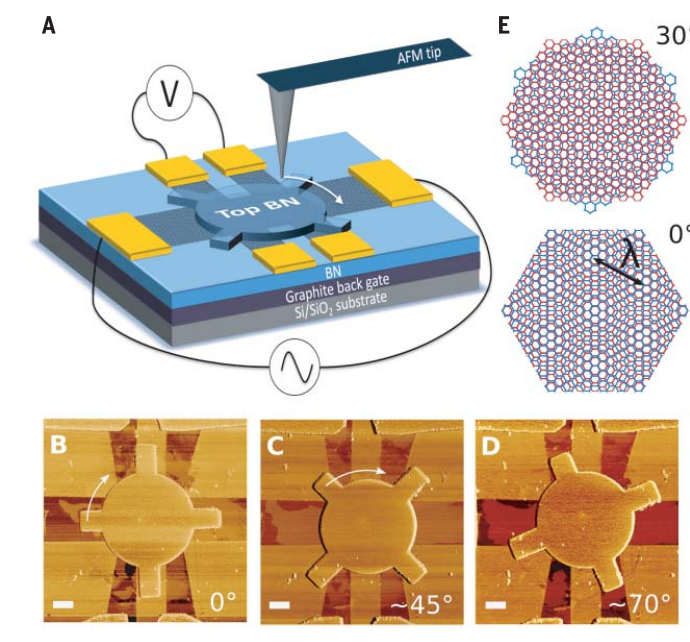 A
AFM tip
V
Top BN
BN
Graphite back gate
Si/SiO₂ substrate
E
30°
0°
λ
B
0°
C
~45°
D
~70°